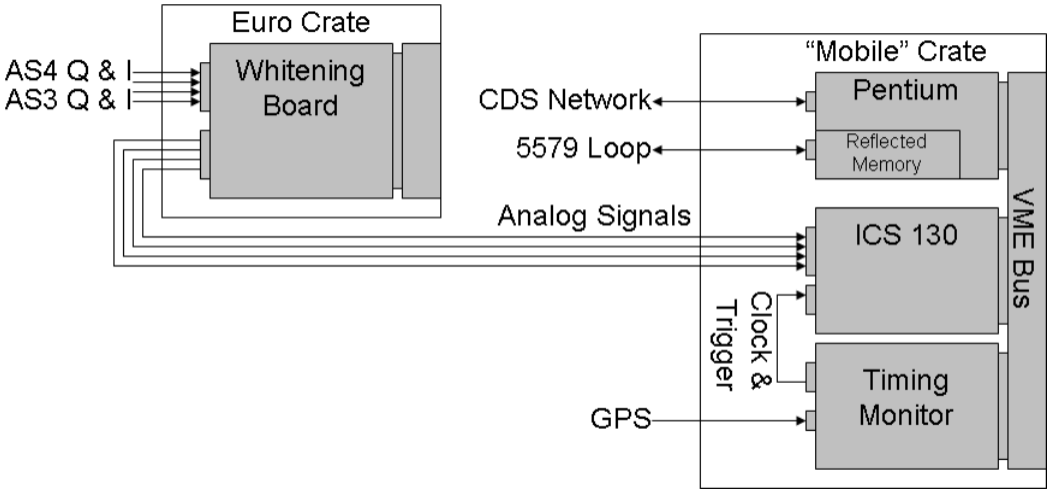 Euro Crate
AS4 Q & I
AS3 Q & I
Whitening
Board
"Mobile" Crate
CDS Network
Pentium
5579 Loop
Reflected
Memory
VME Bus
Analog Signals
ICS 130
Clock &
Trigger
Timing
Monitor
GPS